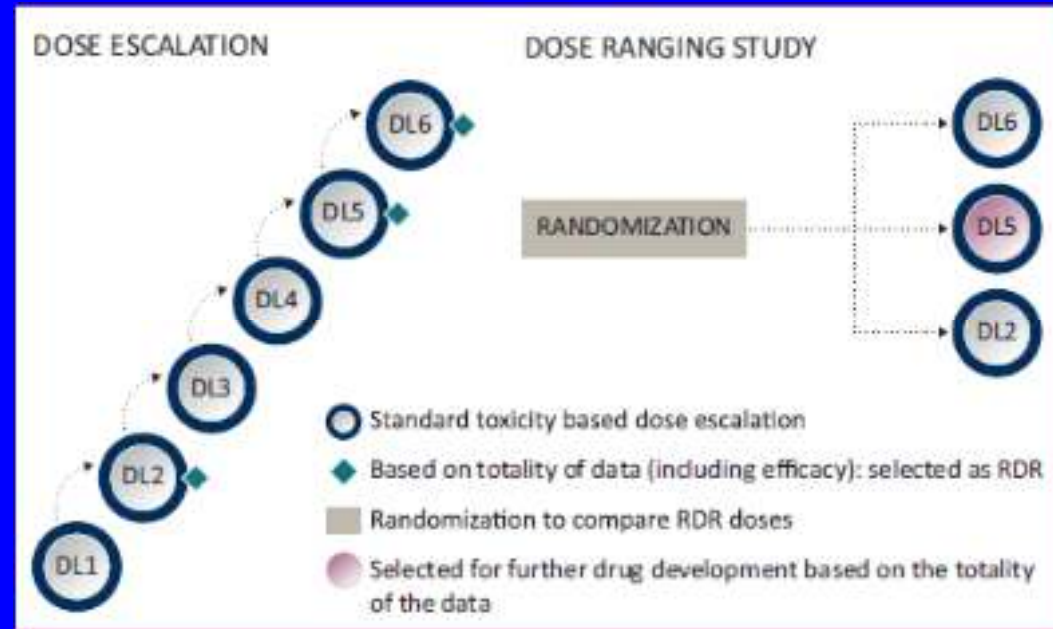 DOSE ESCALATION
DL6
DL5
DL4
DL3
DL2
DL1
DOSE RANGING STUDY
RANDOMIZATION
DL6
DL5
DL2
Standard toxicity based dose escalation
Based on totality of data (including efficacy): selected as RDR
Randomization to compare RDR doses
Selected for further drug development based on the totality
of the data